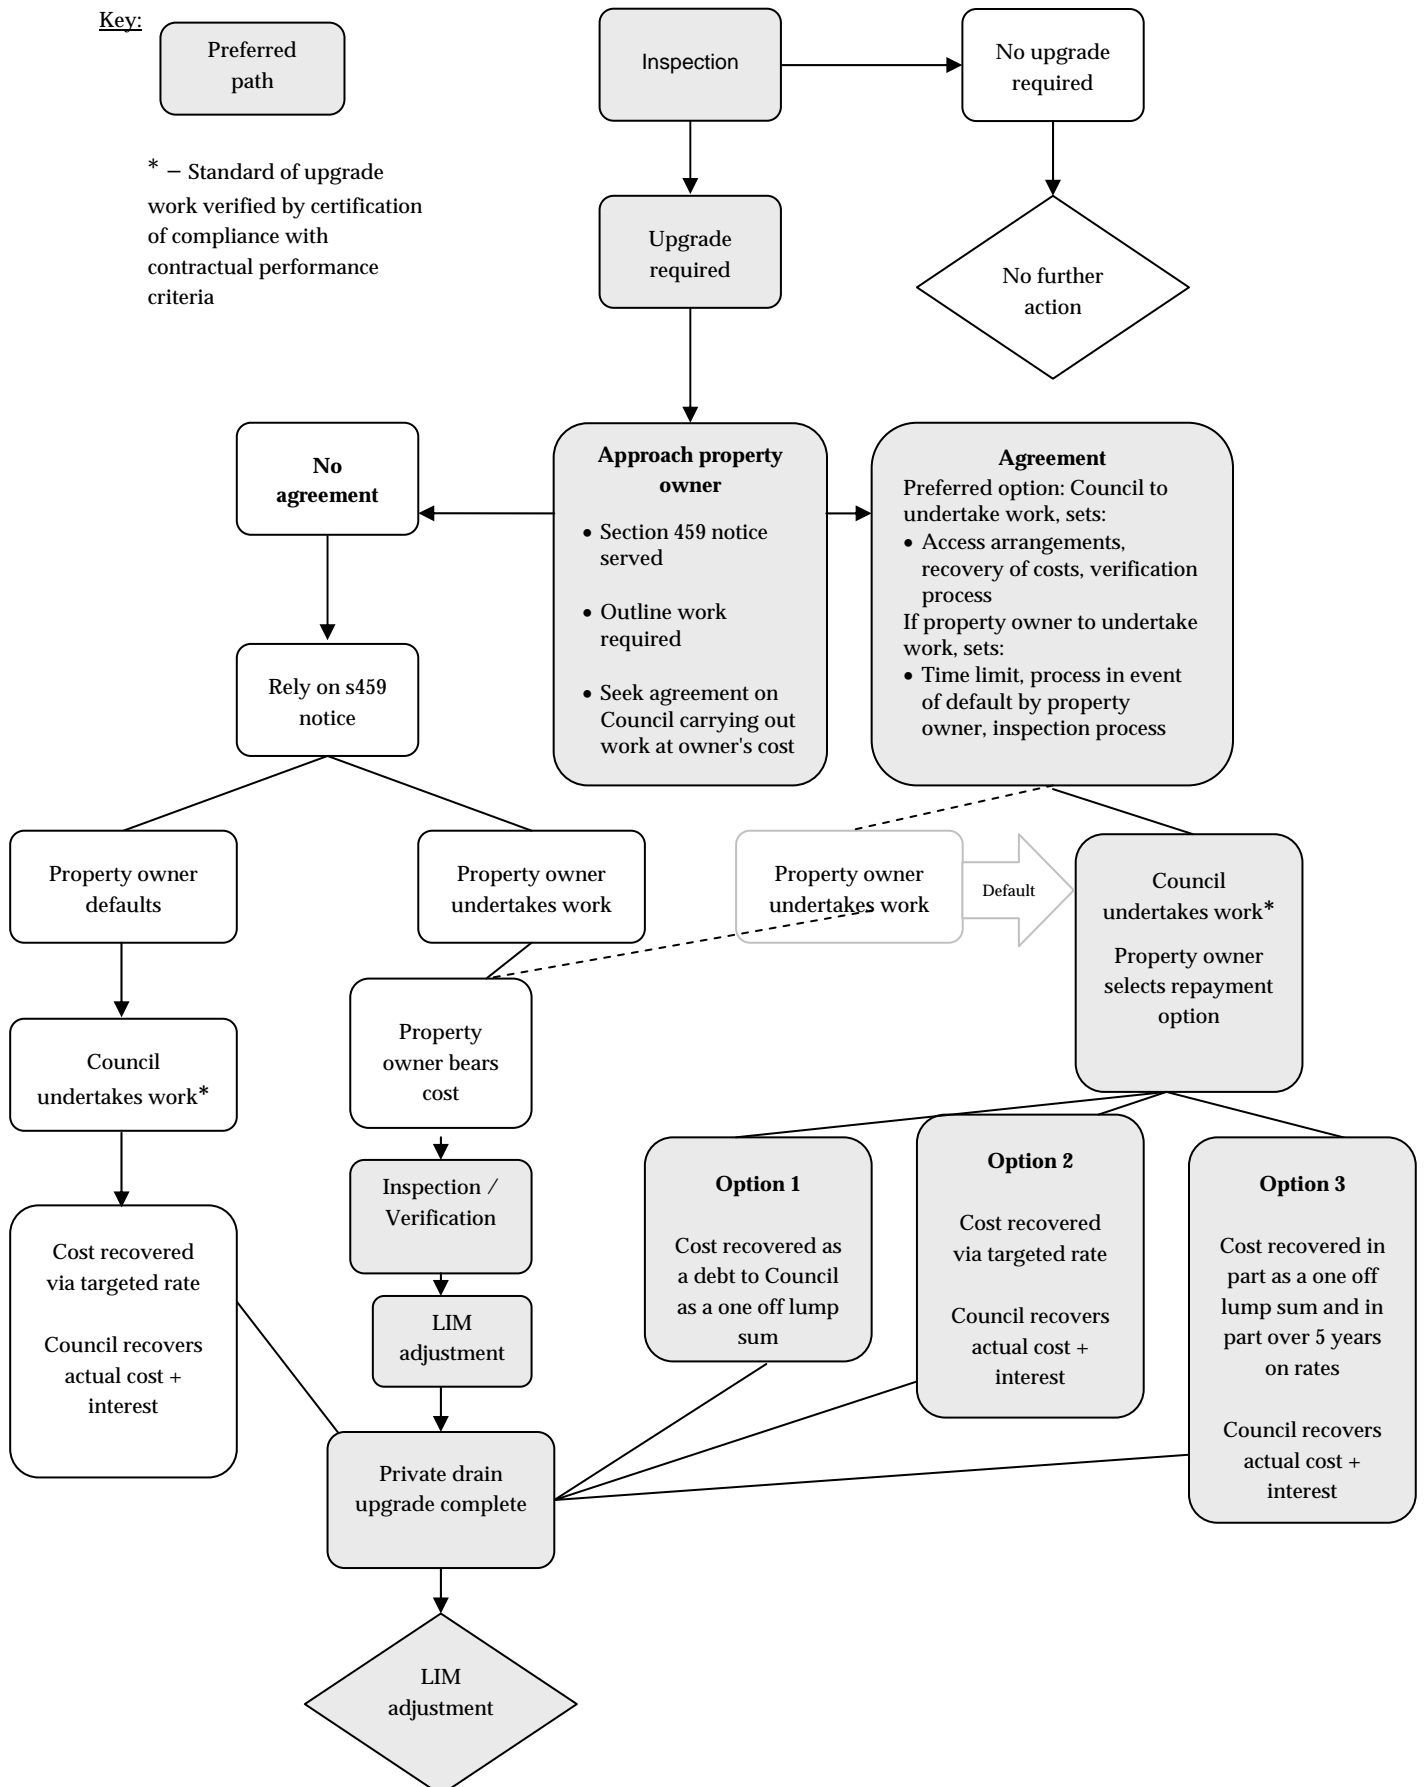 Key:
Preferred
path
* – Standard of upgrade
work verified by certification
of compliance with
contractual performance
criteria
Inspection
No upgrade
required
Upgrade
required
No further
action
No
agreement
Approach property
owner
• Section 459 notice
served
• Outline work
required
• Seek agreement on
Council carrying out
work at owner's cost
Agreement
Preferred option: Council to
undertake work, sets:
• Access arrangements,
recovery of costs, verification
process
If property owner to undertake
work, sets:
• Time limit, process in event
of default by property
owner, inspection process
Rely on s459
notice
Property owner
defaults
Property owner
undertakes work
Property owner
undertakes work
Default
Council
undertakes work*
Property owner
selects repayment
option
Council
undertakes work*
Property
owner bears
cost
Inspection /
Verification
LIM
adjustment
Cost recovered
via targeted rate
Council recovers
actual cost +
interest
Option 1
Cost recovered as
a debt to Council
as a one off lump
sum
Option 2
Cost recovered
via targeted rate
Council recovers
actual cost +
interest
Option 3
Cost recovered in
part as a one off
lump sum and in
part over 5 years
on rates
Council recovers
actual cost +
interest
Private drain
upgrade complete
LIM
adjustment